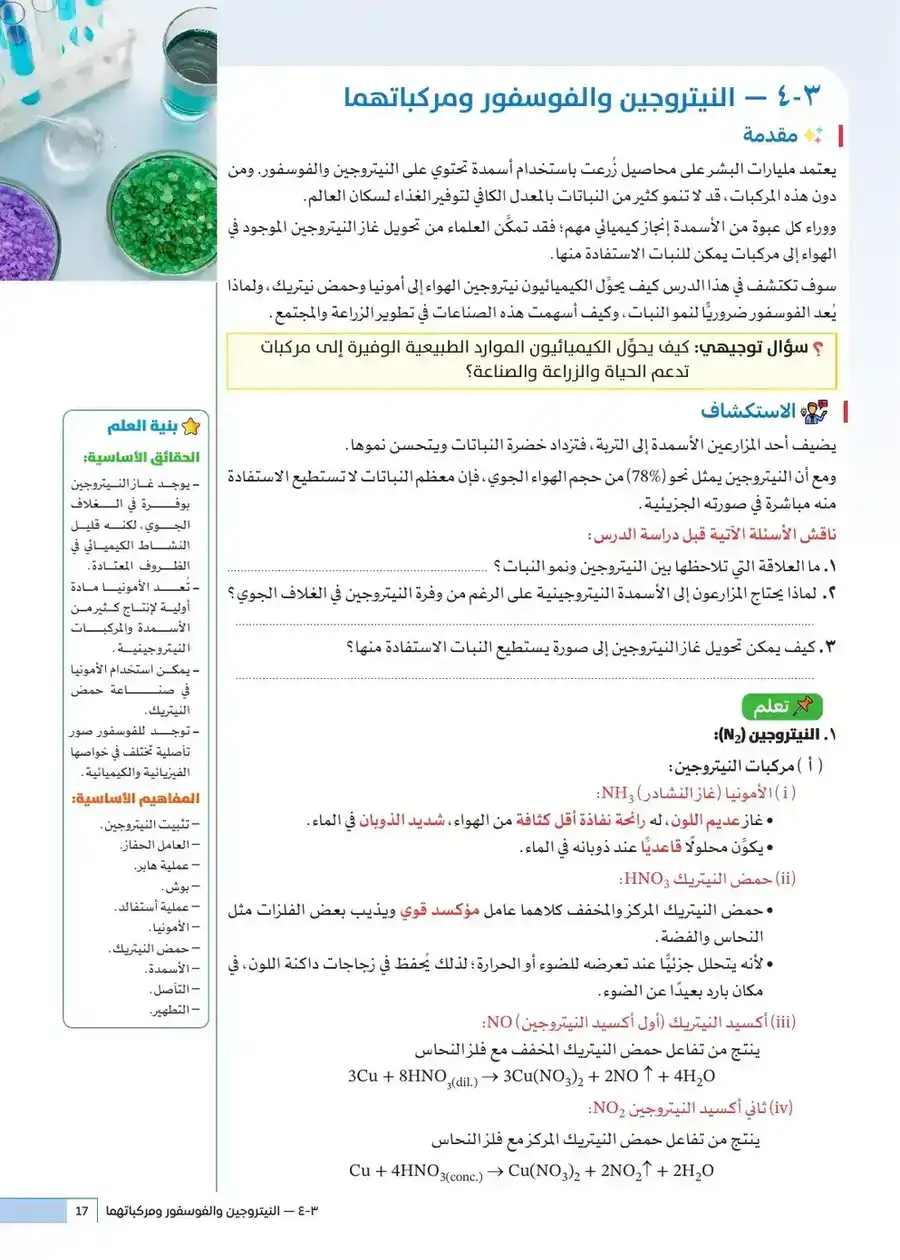 ٣-٤ — النيتروجين والفوسفور ومركباتهما
مقدمة
يعتمد مليارات البشر على محاصيل زُرعت باستخدام أسمدة تحتوي على النيتروجين والفوسفور. ومن
دون هذه المركبات، قد لا تنمو كثير من النباتات بالمعدل الكافي لتوفير الغذاء لسكان العالم.
ووراء كل عبوة من الأسمدة إنجاز كيميائي مهم؛ فقد تمكَّن العلماء من تحويل غاز النيتروجين الموجود في
الهواء إلى مركبات يمكن للنبات الاستفادة منها.
سوف تكتشف في هذا الدرس كيف يحوِّل الكيميائيون نيتروجين الهواء إلى أمونيا وحمض نيتريك، ولماذا
يُعد الفوسفور ضروريًّا لنمو النبات، وكيف أسهمت هذه الصناعات في تطوير الزراعة والمجتمع.
؟ سؤال توجيهي: كيف يحوِّل الكيميائيون الموارد الطبيعية الوفيرة إلى مركبات
تدعم الحياة والزراعة والصناعة؟
الاستكشاف
يضيف أحد المزارعين الأسمدة إلى التربة، فتزداد خضرة النباتات ويتحسن نموها.
ومع أن النيتروجين يمثل نحو (78%) من حجم الهواء الجوي، فإن معظم النباتات لا تستطيع الاستفادة
منه مباشرة في صورته الجزيئية.
ناقش الأسئلة الآتية قبل دراسة الدرس:
١. ما العلاقة التي تلاحظها بين النيتروجين ونمو النبات؟
٢. لماذا يحتاج المزارعون إلى الأسمدة النيتروجينية على الرغم من وفرة النيتروجين في الغلاف الجوي؟
٣. كيف يمكن تحويل غاز النيتروجين إلى صورة يستطيع النبات الاستفادة منها؟
تعلم
١. النيتروجين (N₂):
( أ ) مركبات النيتروجين:
(i) الأمونيا (غاز النشادر) NH₃:
• غاز عديم اللون، له رائحة نفاذة أقل كثافة من الهواء، شديد الذوبان في الماء.
• يكوِّن محلولًا قاعديًّا عند ذوبانه في الماء.
(ii) حمض النيتريك HNO₃:
• حمض النيتريك المركز والمخفف كلاهما عامل مؤكسد قوي ويذيب بعض الفلزات مثل
النحاس والفضة.
• لأنه يتحلل جزئيًّا عند تعرضه للضوء أو الحرارة؛ لذلك يُحفظ في زجاجات داكنة اللون، في
مكان بارد بعيدًا عن الضوء.
(iii) أكسيد النيتريك (أول أكسيد النيتروجين) NO:
ينتج من تفاعل حمض النيتريك المخفف مع فلز النحاس
3Cu + 8HNO₃(dil.) → 3Cu(NO₃)₂ + 2NO ↑ + 4H₂O
(iv) ثاني أكسيد النيتروجين NO₂:
ينتج من تفاعل حمض النيتريك المركز مع فلز النحاس
Cu + 4HNO₃(conc.) → Cu(NO₃)₂ + 2NO₂↑ + 2H₂O
بنية العلم
الحقائق الأساسية:
– يوجد غاز النيتروجين
بوفرة في الغلاف
الجوي، لكنه قليل
النشاط الكيميائي في
الظروف المعتادة.
– تُعد الأمونيا مادة
أولية لإنتاج كثير من
الأسمدة والمركبات
النيتروجينية.
– يمكن استخدام الأمونيا
في صناعة حمض
النيتريك.
– توجد للفوسفور صور
تأصلية تختلف في خواصها
الفيزيائية والكيميائية.
المفاهيم الأساسية:
– تثبيت النيتروجين.
– العامل الحفاز.
– عملية هابر.
– بوش.
– عملية أستفالد.
– الأمونيا.
– حمض النيتريك.
– الأسمدة.
– التآصل.
– التطهير.
٣-٤ — النيتروجين والفوسفور ومركباتهما
17